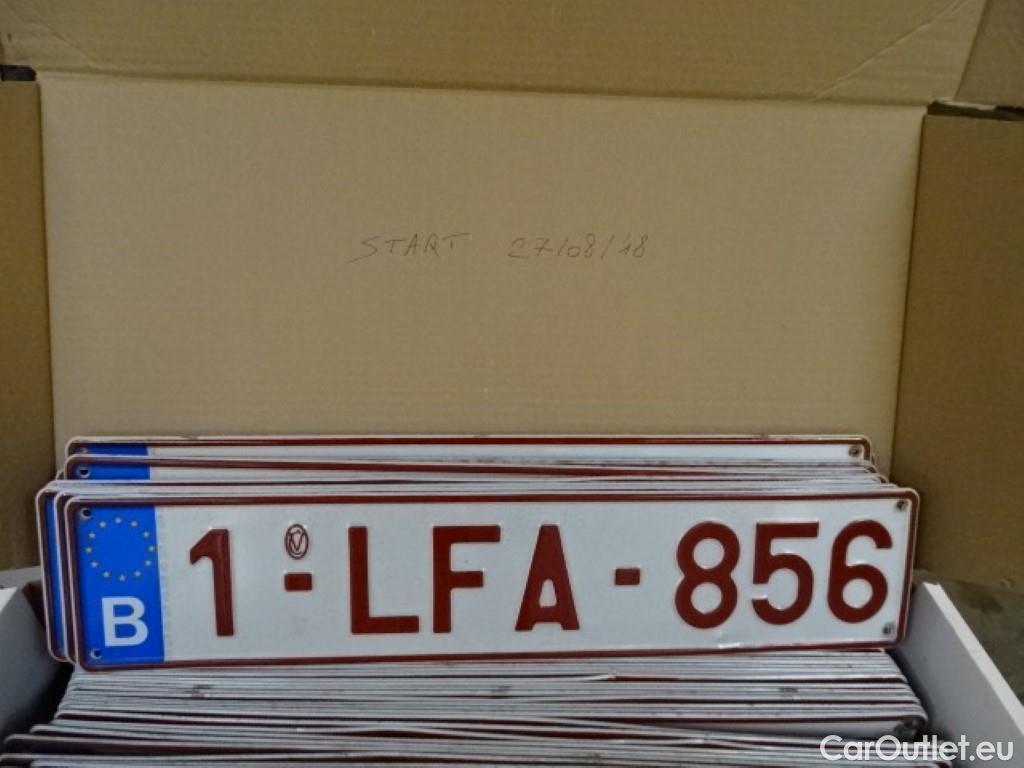 START 27/08/18
B 1-LFA-856
CarOutlet.eu